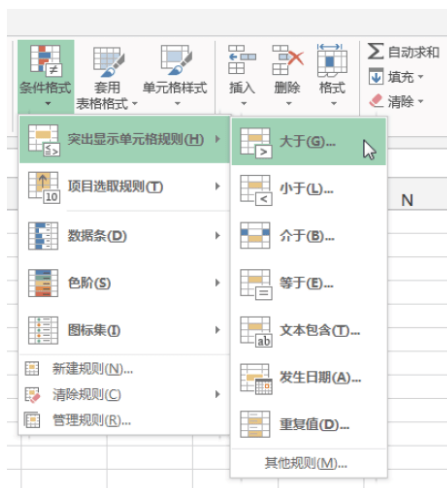 条件格式
套用
表格格式
单元格样式
插入
删除
格式
自动求和
填充
清除
突出显示单元格规则(H)
项目选取规则(T)
10
数据条(D)
色阶(S)
图标集(I)
新建规则(N)...
清除规则(C)
管理规则(R)...
大于(G)...
小于(L)...
介于(B)...
等于(E)...
文本包含(T)...
ab
发生日期(A)...
重复值(D)...
其他规则(M)...
N